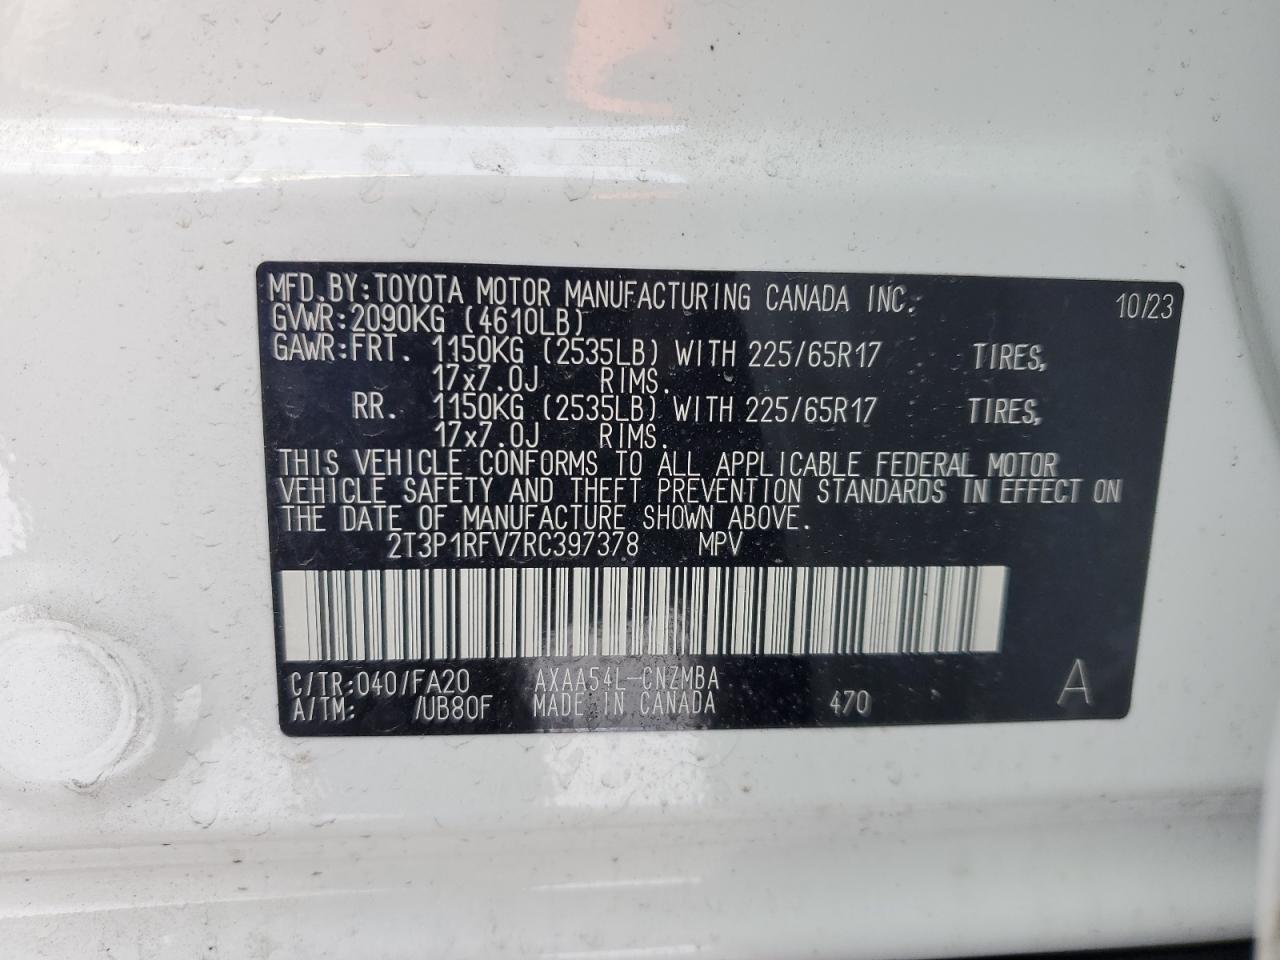 MFD.BY:TOYOTA MOTOR MANUFACTURING CANADA INC. 10/23
GVWR:2090KG (4610LB)
GAWR:FRT. 1150KG (2535LB) WITH 225/65R17 TIRES,
17x7.0J RIMS.
RR. 1150KG (2535LB) WITH 225/65R17 TIRES,
17x7.0J RIMS.
THIS VEHICLE CONFORMS TO ALL APPLICABLE FEDERAL MOTOR
VEHICLE SAFETY AND THEFT PREVENTION STANDARDS IN EFFECT ON
THE DATE OF MANUFACTURE SHOWN ABOVE.
2T3P1RFV7RC397378 MPV
C/TR:040/FA20 AXAA54L-CNZMBA
A/TM: /UB80F MADE IN CANADA 470 A